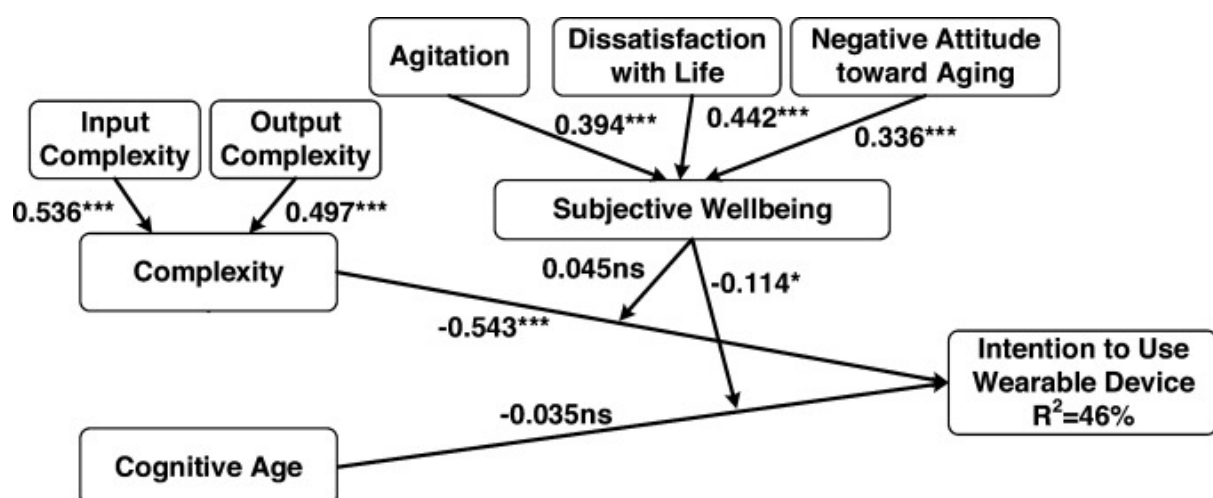 Agitation
Dissatisfaction
with Life
Negative Attitude
toward Aging
Input
Complexity
Output
Complexity
0.394***
0.442***
0.336***
0.536***
0.497***
Subjective Wellbeing
Complexity
0.045ns
-0.114*
-0.543***
Intention to Use
Wearable Device
R²=46%
-0.035ns
Cognitive Age